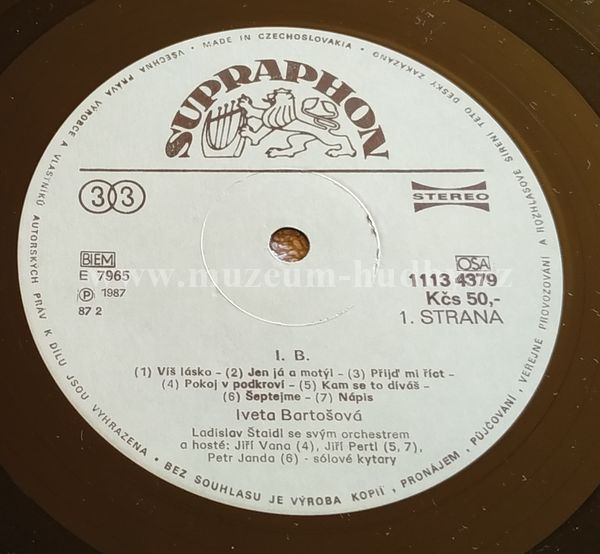 VŠECHNA PRÁVA VÝROBCE A VLASTNÍKŮ AUTORSKÝCH PRÁV K DÍLU JSOU VYHRAZENA • BEZ SOUHLASU JE VÝROBA KOPIÍ, PRONÁJEM, PŮJČOVÁNÍ, VEŘEJNÉ PROVOZOVÁNÍ A ROZHLASOVÉ ŠÍŘENÍ TÉTO DESKY ZAKÁZÁNO • MADE IN CZECHOSLOVAKIA •
SUPRAPHON
33
STEREO
BIEM
E 7965
Ⓟ 1987
87 2
OSA
1113 4379
Kčs 50,-
1. STRANA
www.muzeum-hudby.cz
I. B.
(1) Víš lásko – (2) Jen já a motýl – (3) Přijď mi říct –
(4) Pokoj v podkroví – (5) Kam se to díváš –
(6) Šeptejme – (7) Nápis
Iveta Bartošová
Ladislav Štaidl se svým orchestrem
a hosté: Jiří Vana (4), Jiří Pertl (5, 7),
Petr Janda (6) - sólové kytary